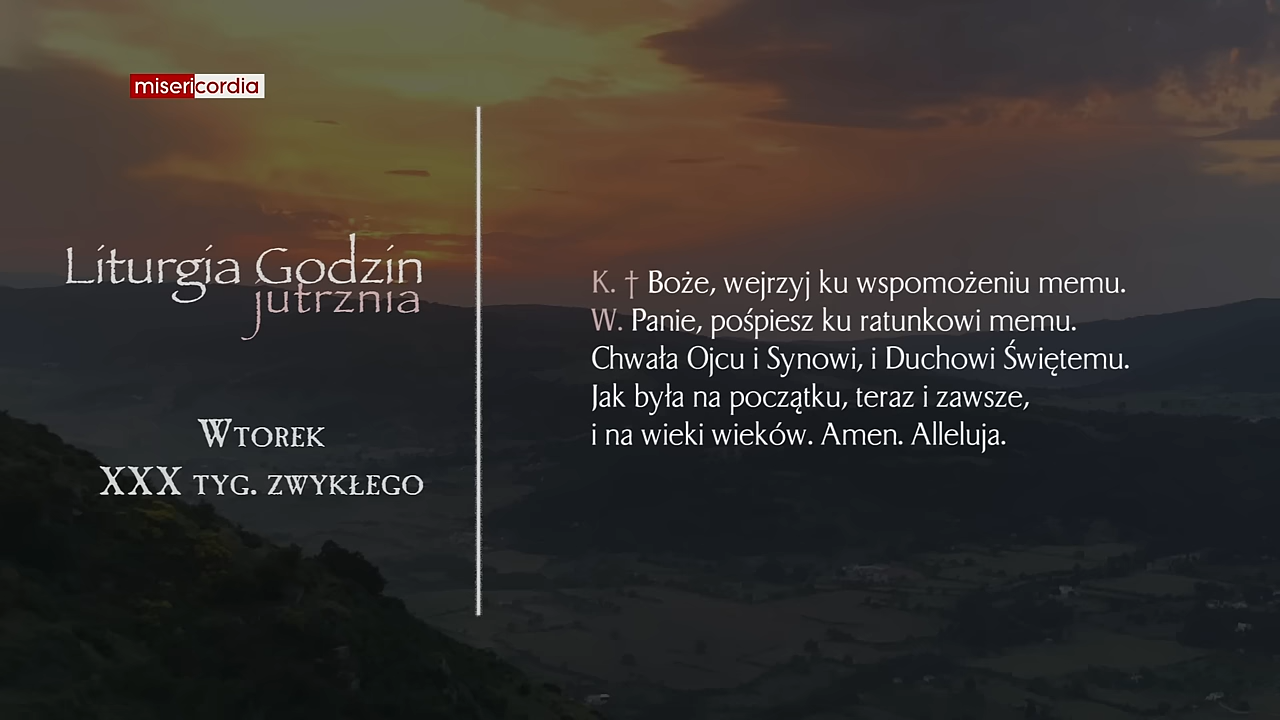 misericordia
Liturgia Godzin
jutrznia
Wtorek
XXX tyg. zwykłego
K. † Boże, wejrzyj ku wspomożeniu memu.
W. Panie, pośpiesz ku ratunkowi memu.
Chwała Ojcu i Synowi, i Duchowi Świętemu.
Jak była na początku, teraz i zawsze,
i na wieki wieków. Amen. Alleluja.